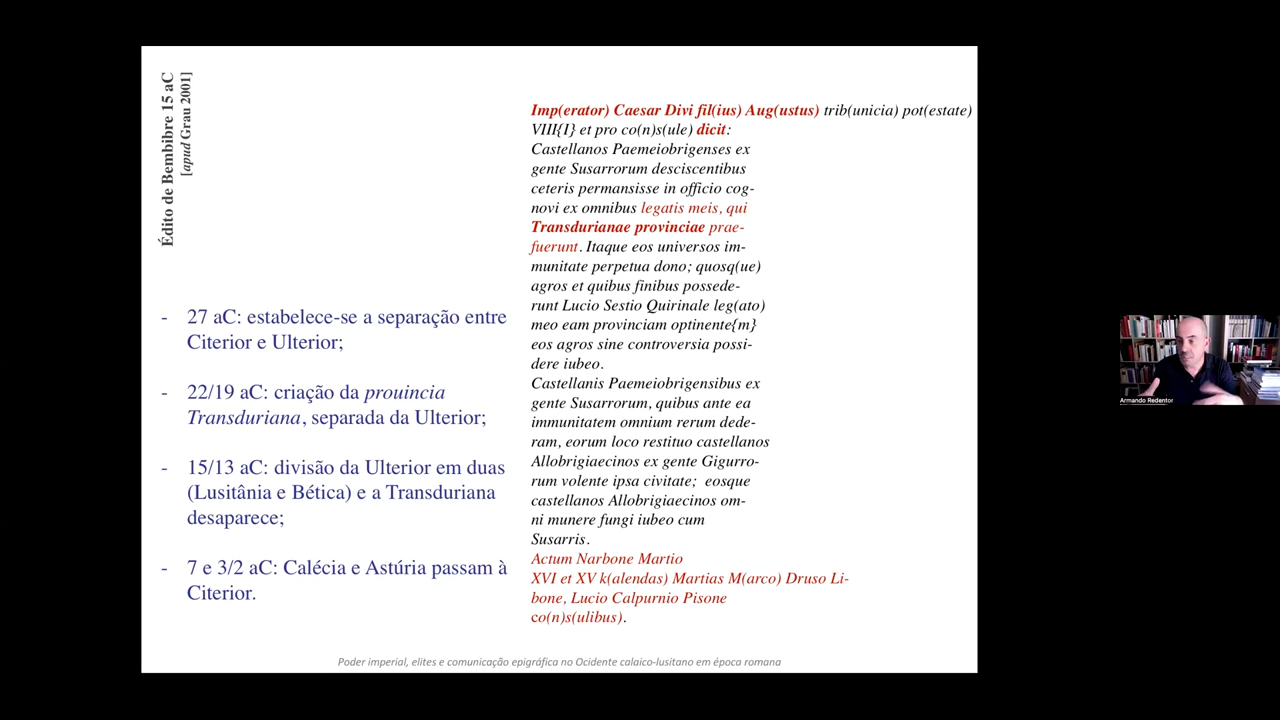 Édito de Bembibre 15 aC
[apud Grau 2001]
- 27 aC: estabelece-se a separação entre
Citerior e Ulterior;
- 22/19 aC: criação da prouincia
Transduriana, separada da Ulterior;
- 15/13 aC: divisão da Ulterior em duas
(Lusitânia e Bética) e a Transduriana
desaparece;
- 7 e 3/2 aC: Calécia e Astúria passam à
Citerior.
Imp(erator) Caesar Divi fil(ius) Aug(ustus) trib(unicia) pot(estate)
VIII{I} et pro co(n)s(ule) dicit:
Castellanos Paemeiobrigenses ex
gente Susarrorum desciscentibus
ceteris permansisse in officio cog-
novi ex omnibus legatis meis, qui
Transdurianae provinciae prae-
fuerunt. Itaque eos universos im-
munitate perpetua dono; quosq(ue)
agros et quibus finibus possede-
runt Lucio Sestio Quirinale leg(ato)
meo eam provinciam optinente{m}
eos agros sine controversia possi-
dere iubeo.
Castellanis Paemeiobrigensibus ex
gente Susarrorum, quibus ante ea
immunitatem omnium rerum dede-
ram, eorum loco restituo castellanos
Allobrigiaecinos ex gente Gigurro-
rum volente ipsa civitate; eosque
castellanos Allobrigiaecinos om-
ni munere fungi iubeo cum
Susarris.
Actum Narbone Martio
XVI et XV k(alendas) Martias M(arco) Druso Li-
bone, Lucio Calpurnio Pisone
co(n)s(ulibus).
Poder imperial, elites e comunicação epigráfica no Ocidente calaico-lusitano em época romana
Armando Redentor